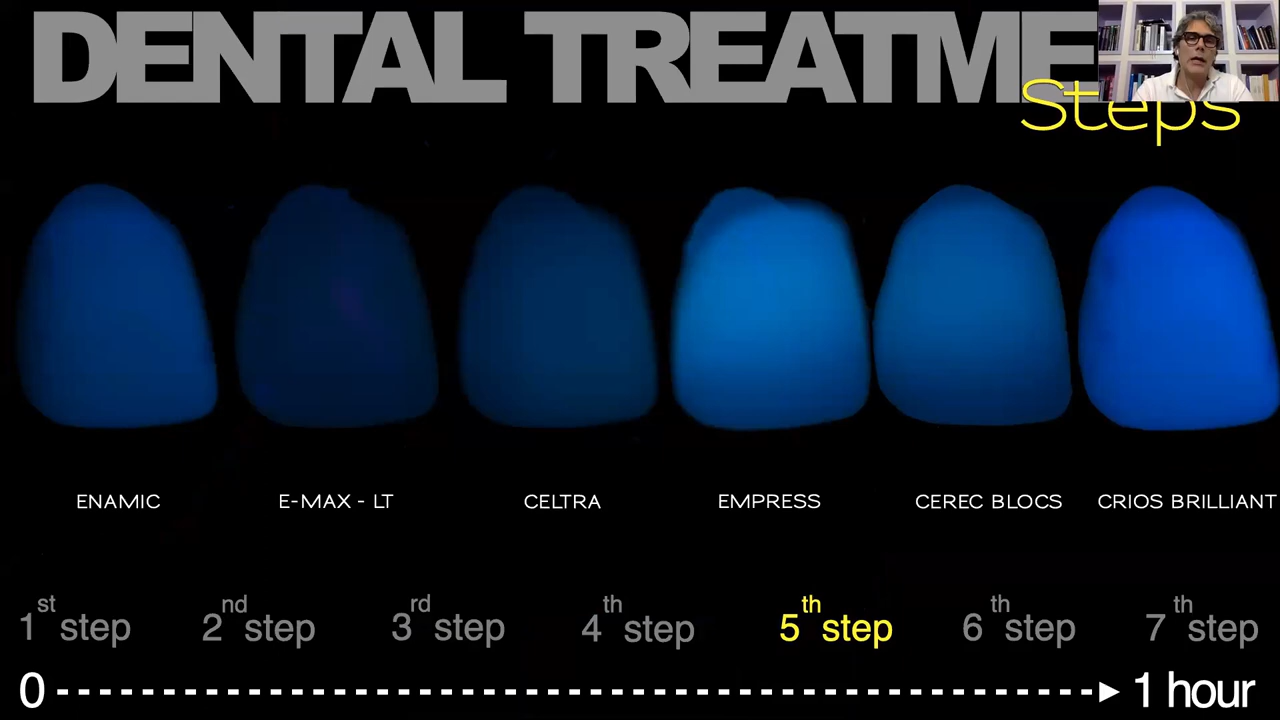 DENTAL TREATME
Steps
ENAMIC E-MAX - LT CELTRA EMPRESS CEREC BLOCS CRIOS BRILLIANT
1st step 2nd step 3rd step 4th step 5th step 6th step 7th step
0 1 hour